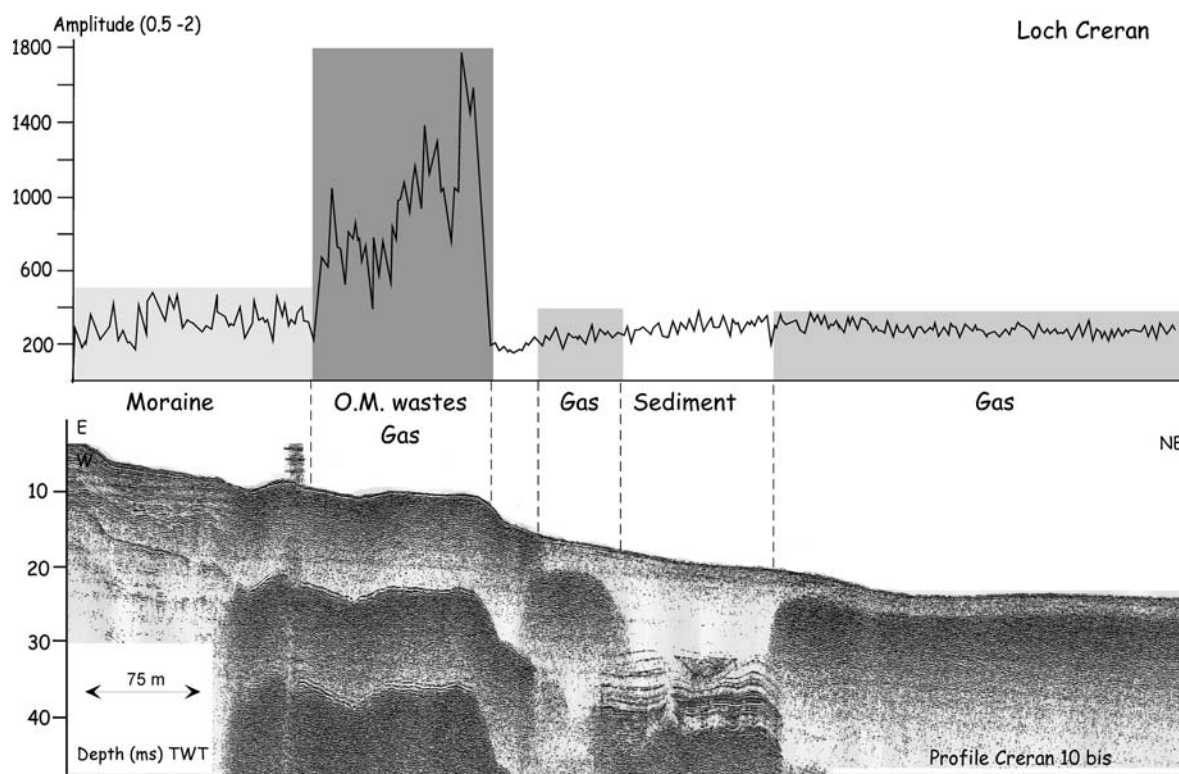 Amplitude (0.5 -2)
Loch Creran
1800
1400
1000
600
200
Moraine
O.M. wastes
Gas
Gas
Sediment
Gas
E
W
NE
10
20
30
40
75 m
Depth (ms) TWT
Profile Creran 10 bis